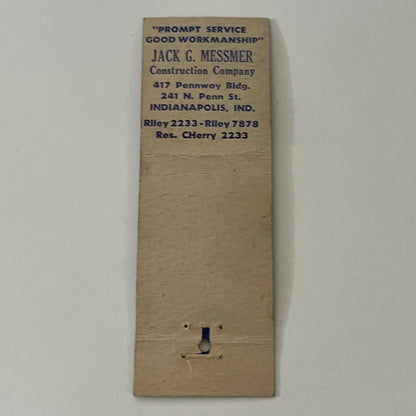 "PROMPT SERVICE
GOOD WORKMANSHIP"
JACK G. MESSMER
Construction Company
417 Pennway Bldg.
241 N. Penn St.
INDIANAPOLIS, IND.
RIley 2233-RIley 7878
Res. CHerry 2233